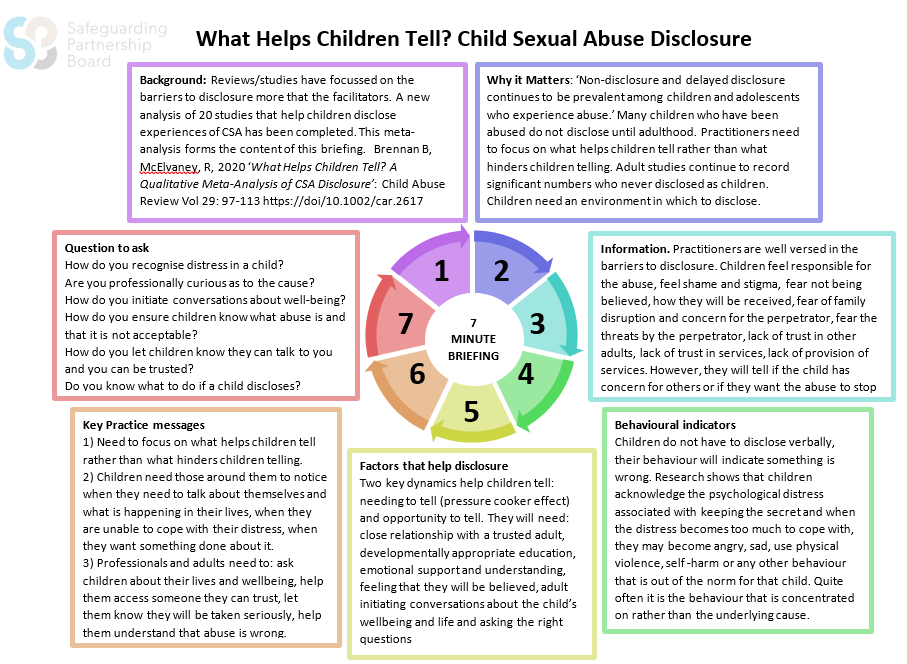 Safeguarding
Partnership
Board
What Helps Children Tell? Child Sexual Abuse Disclosure
Background: Reviews/studies have focussed on the
barriers to disclosure more that the facilitators. A new
analysis of 20 studies that help children disclose
experiences of CSA has been completed. This meta-
analysis forms the content of this briefing. Brennan B,
McElvaney, R, 2020 ‘What Helps Children Tell? A
Qualitative Meta-Analysis of CSA Disclosure’: Child Abuse
Review Vol 29: 97-113 https://doi/10.1002/car.2617
Why it Matters: ‘Non-disclosure and delayed disclosure
continues to be prevalent among children and adolescents
who experience abuse.’ Many children who have been
abused do not disclose until adulthood. Practitioners need
to focus on what helps children tell rather than what
hinders children telling. Adult studies continue to record
significant numbers who never disclosed as children.
Children need an environment in which to disclose.
Information. Practitioners are well versed in the
barriers to disclosure. Children feel responsible for
the abuse, feel shame and stigma, fear not being
believed, how they will be received, fear of family
disruption and concern for the perpetrator, fear the
threats by the perpetrator, lack of trust in other
adults, lack of trust in services, lack of provision of
services. However, they will tell if the child has
concern for others or if they want the abuse to stop
Behavioural indicators
Children do not have to disclose verbally,
their behaviour will indicate something is
wrong. Research shows that children
acknowledge the psychological distress
associated with keeping the secret and when
the distress becomes too much to cope with,
they may become angry, sad, use physical
violence, self-harm or any other behaviour
that is out of the norm for that child. Quite
often it is the behaviour that is concentrated
on rather than the underlying cause.
Factors that help disclosure
Two key dynamics help children tell:
needing to tell (pressure cooker effect)
and opportunity to tell. They will need:
close relationship with a trusted adult,
developmentally appropriate education,
emotional support and understanding,
feeling that they will be believed, adult
initiating conversations about the child’s
wellbeing and life and asking the right
questions
Key Practice messages
1) Need to focus on what helps children tell
rather than what hinders children telling.
2) Children need those around them to notice
when they need to talk about themselves and
what is happening in their lives, when they
are unable to cope with their distress, when
they want something done about it.
3) Professionals and adults need to: ask
children about their lives and wellbeing, help
them access someone they can trust, let
them know they will be taken seriously, help
them understand that abuse is wrong.
Question to ask
How do you recognise distress in a child?
Are you professionally curious as to the cause?
How do you initiate conversations about well-being?
How do you ensure children know what abuse is and
that it is not acceptable?
How do you let children know they can talk to you
and you can be trusted?
Do you know what to do if a child discloses?
1
2
3
4
5
6
7
7
MINUTE
BRIEFING